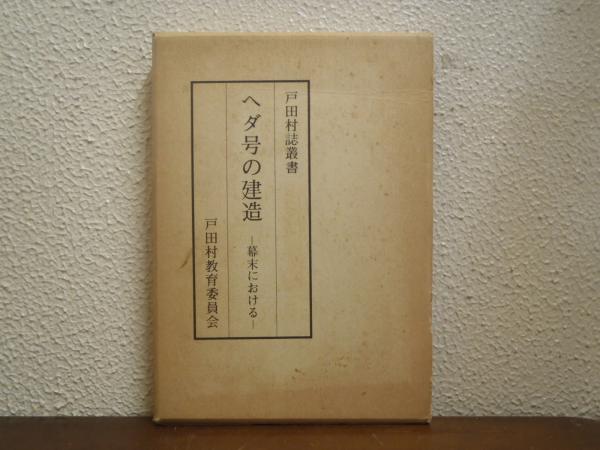 戸田村誌叢書
ヘダ号の建造
―幕末における―
戸田村教育委員会